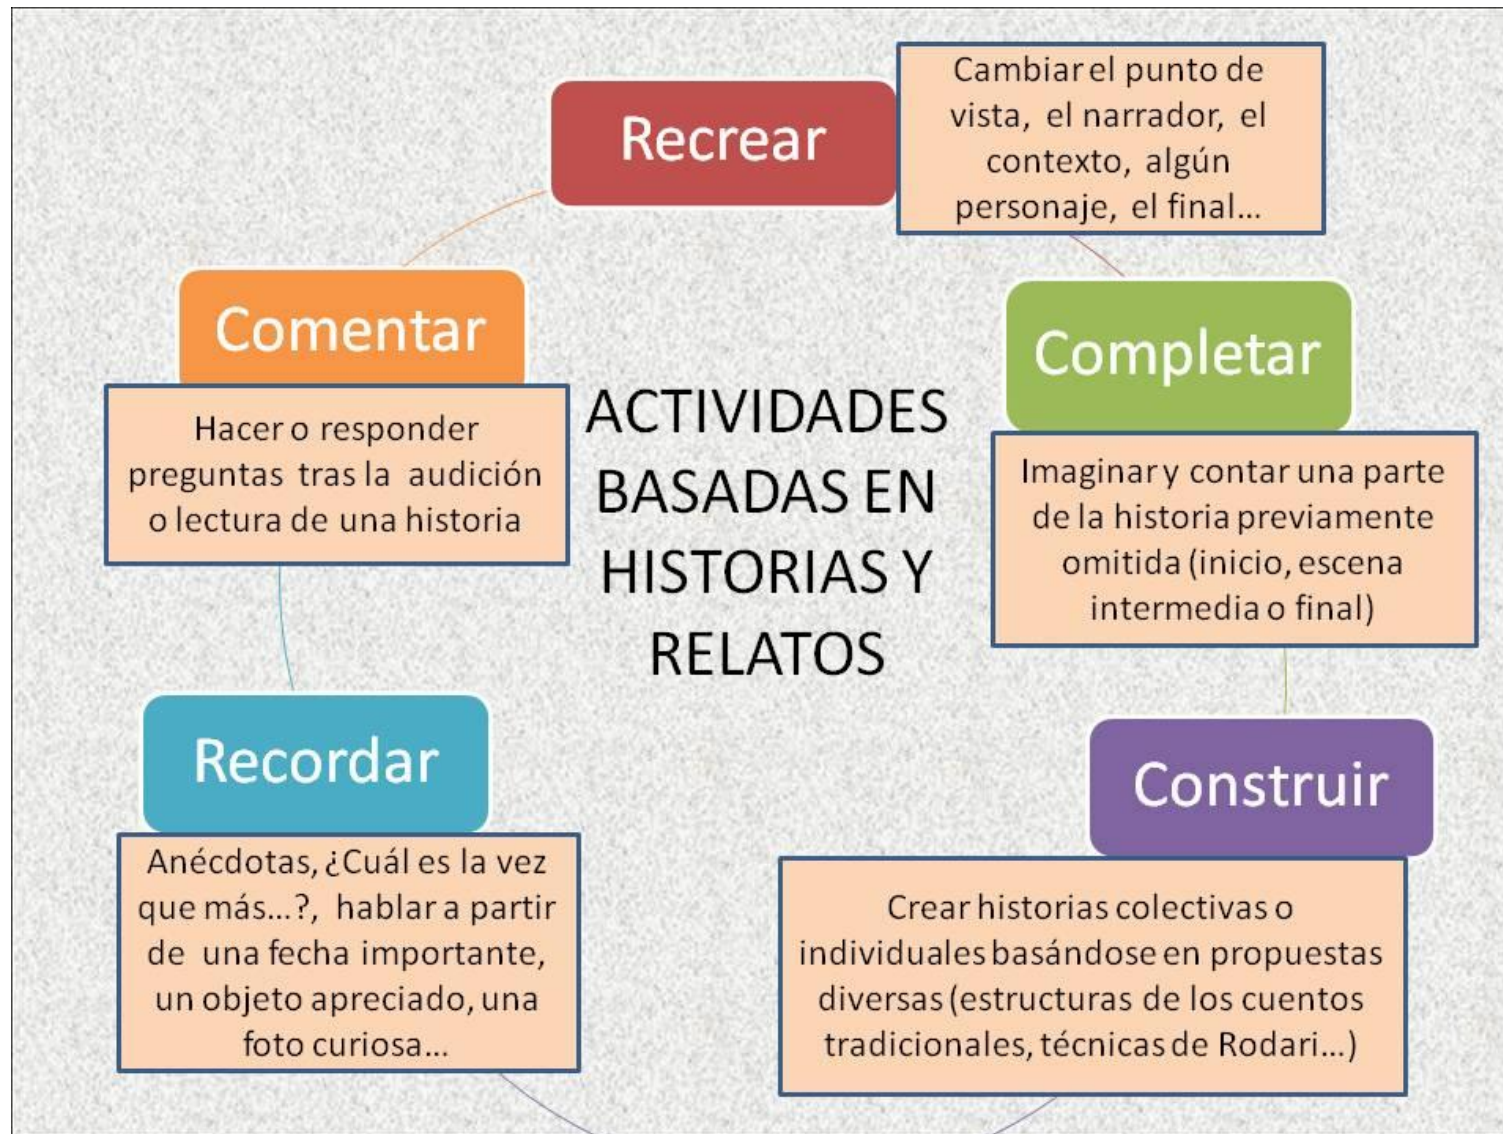 Recrear
Cambiar el punto de
vista, el narrador, el
contexto, algún
personaje, el final...
Comentar
Hacer o responder
preguntas tras la audición
o lectura de una historia
Completar
Imaginar y contar una parte
de la historia previamente
omitida (inicio, escena
intermedia o final)
ACTIVIDADES
BASADAS EN
HISTORIAS Y
RELATOS
Recordar
Anécdotas, ¿Cuál es la vez
que más...?, hablar a partir
de una fecha importante,
un objeto apreciado, una
foto curiosa...
Construir
Crear historias colectivas o
individuales basándose en propuestas
diversas (estructuras de los cuentos
tradicionales, técnicas de Rodari...)